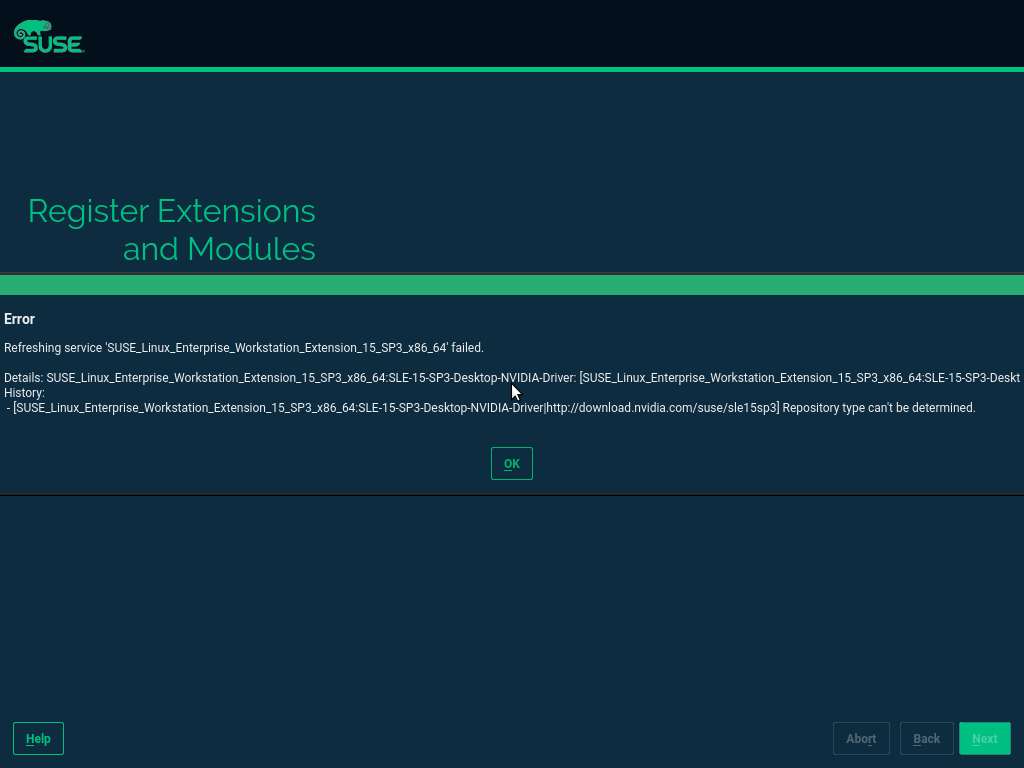 SUSE
Register Extensions
and Modules
Error
Refreshing service 'SUSE_Linux_Enterprise_Workstation_Extension_15_SP3_x86_64' failed.
Details: SUSE_Linux_Enterprise_Workstation_Extension_15_SP3_x86_64:SLE-15-SP3-Desktop-NVIDIA-Driver: [SUSE_Linux_Enterprise_Workstation_Extension_15_SP3_x86_64:SLE-15-SP3-Deskt
History:
- [SUSE_Linux_Enterprise_Workstation_Extension_15_SP3_x86_64:SLE-15-SP3-Desktop-NVIDIA-Driver|http://download.nvidia.com/suse/sle15sp3] Repository type can't be determined.
OK
Help Abort Back Next